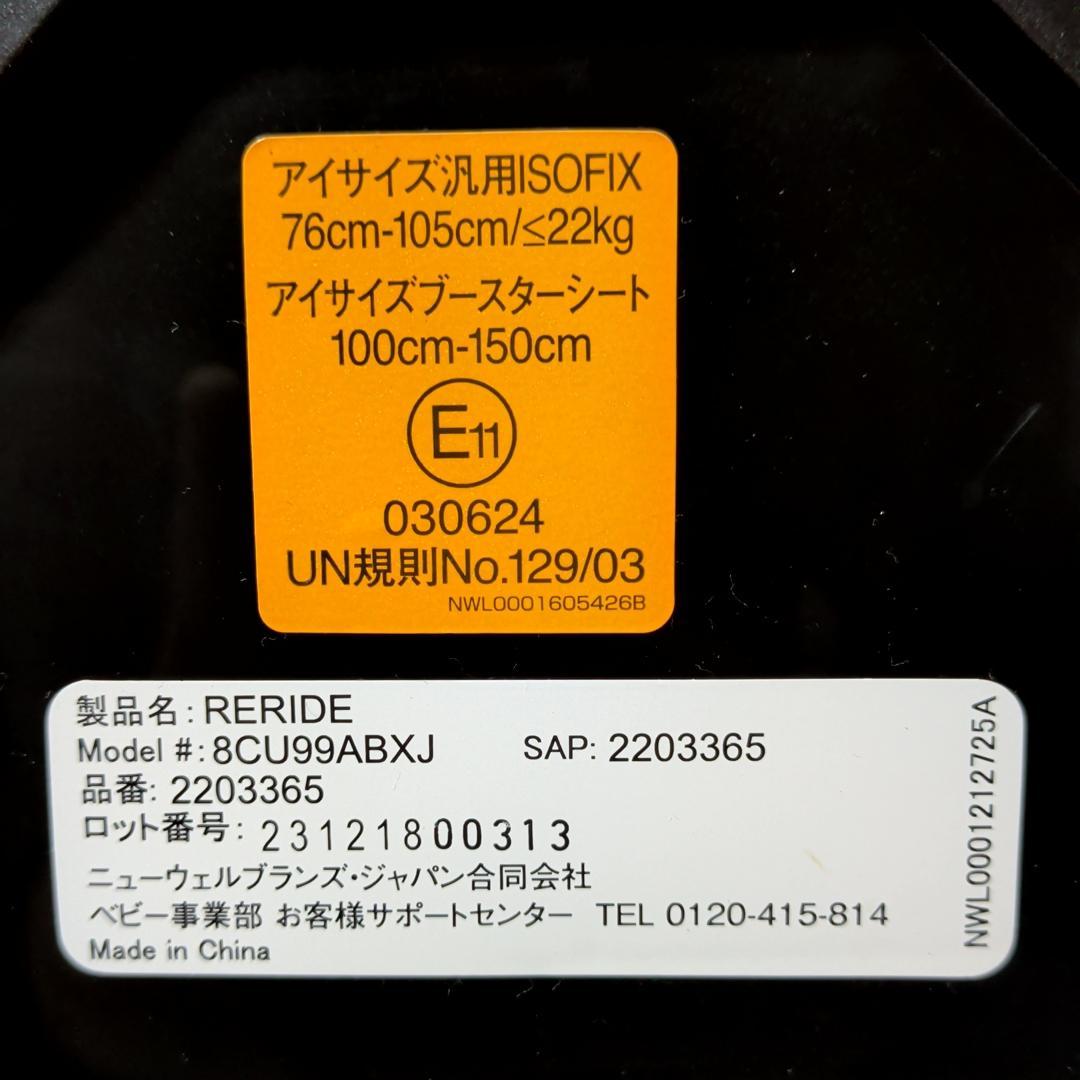 アイサイズ汎用ISOFIX
76cm-105cm/≤22kg
アイサイズブースターシート
100cm-150cm
E11
030624
UN規則No.129/03
NWL0001605426B
製品名:RERIDE
Model #:8CU99ABXJ SAP: 2203365
品番: 2203365
ロット番号: 23121800313
ニューウェルブランズ・ジャパン合同会社
ベビー事業部 お客様サポートセンター TEL 0120-415-814
Made in China
NWL0001212725A